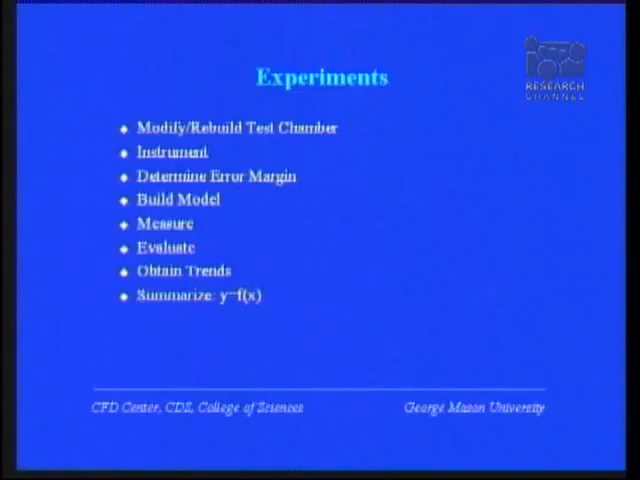 RESEARCH
CHANNEL
Experiments
Modify/Rebuild Test Chamber
Instrument
Determine Error Margin
Build Model
Measure
Evaluate
Obtain Trends
Summarize: y=f(x)
CFD Center, CDS, College of Sciences
George Mason University